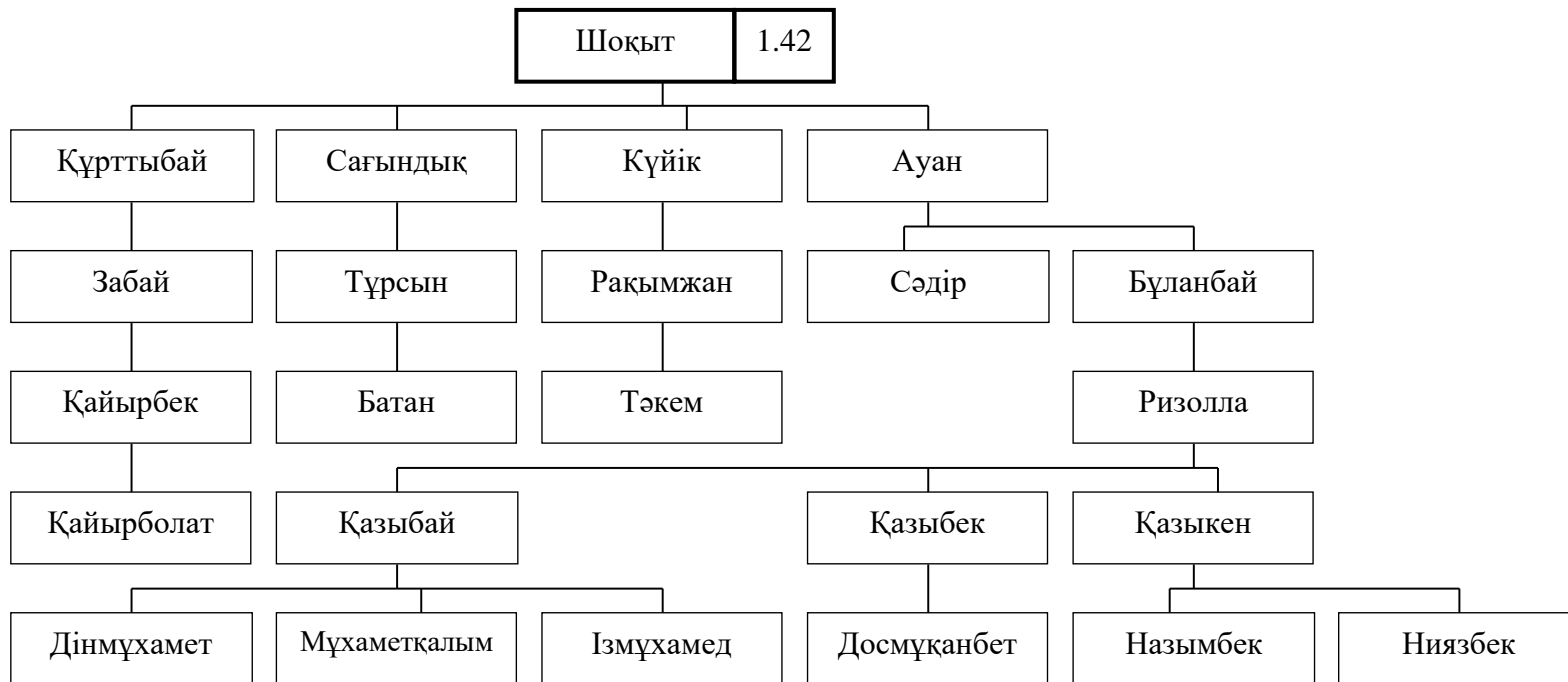 Шоқыт 1.42
Құрттыбай Сағындық Күйік Ауан
Забай Тұрсын Рақымжан Сәдір Бұланбай
Қайырбек Батан Тәкем Ризолла
Қайырболат Қазыбай Қазыбек Қазыкен
Дінмұхамет Мұхаметқалым Ізмұхамед Досмұқанбет Назымбек Ниязбек